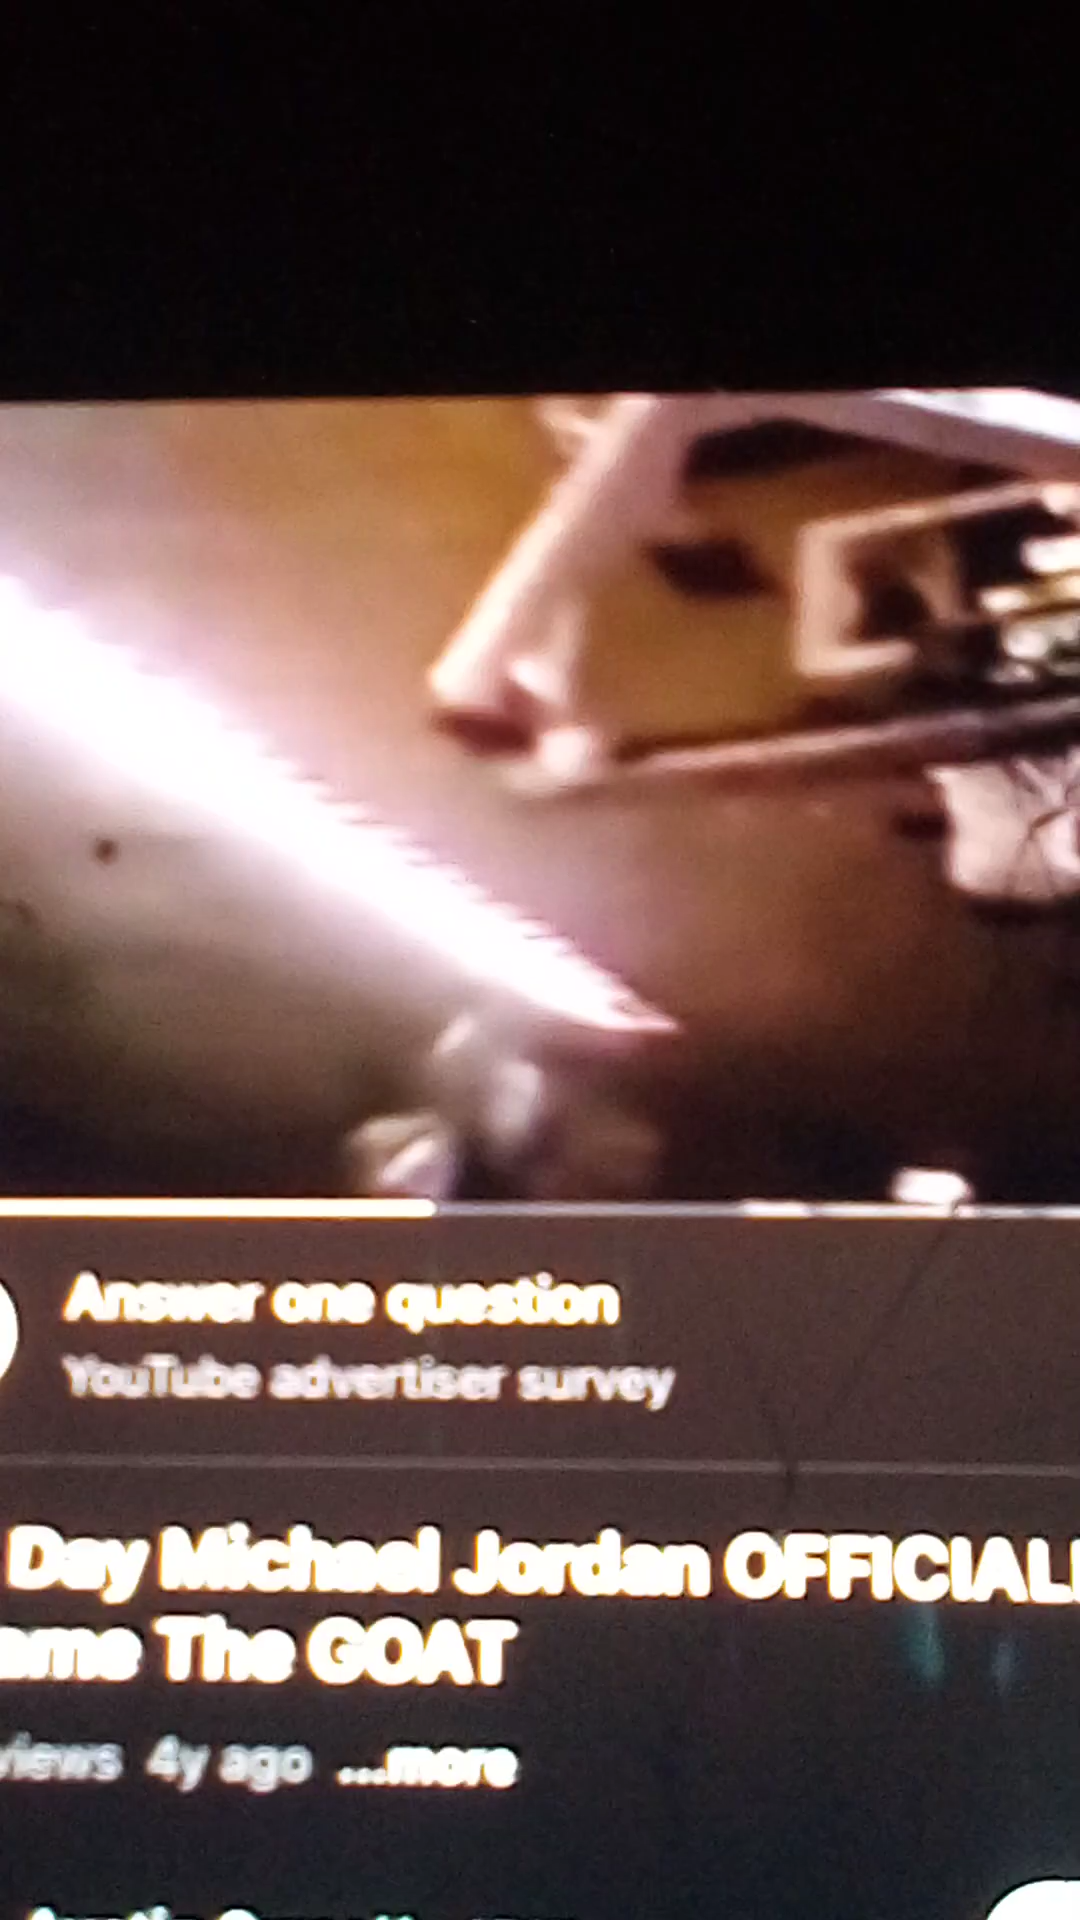 Answer one question
YouTube advertiser survey
Day Michael Jordan OFFICIALL
ame The GOAT
views 4y ago ...more